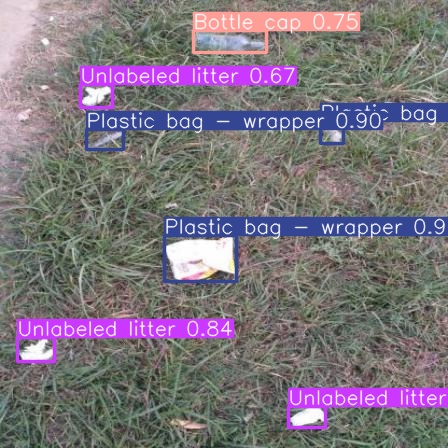 Bottle cap 0.75
Unlabeled litter 0.67
Plastic bag
Plastic bag - wrapper 0.90
Plastic bag - wrapper 0.9
Unlabeled litter 0.84
Unlabeled litter